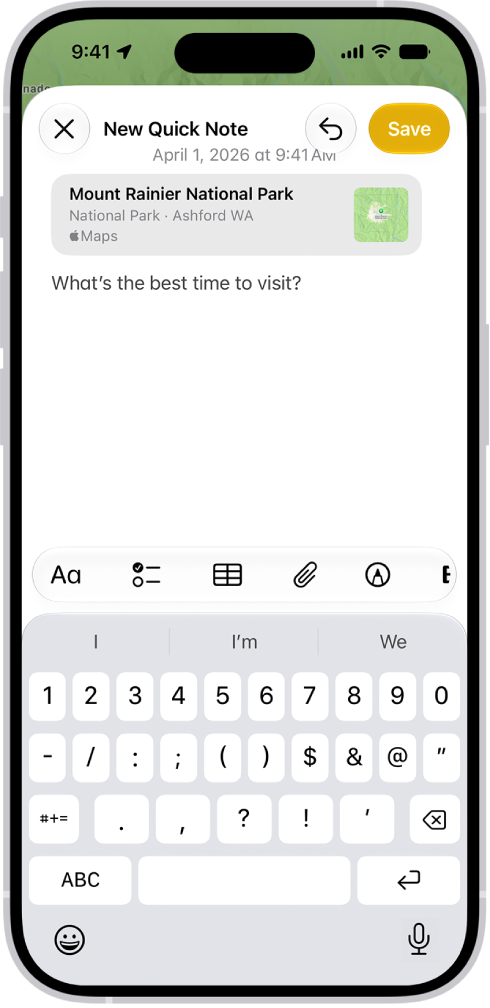 9:41
New Quick Note
Save
April 1, 2026 at 9:41 AM
Mount Rainier National Park
National Park · Ashford WA
Maps
What's the best time to visit?
Aa
I I'm We
1 2 3 4 5 6 7 8 9 0
- / : ; ( ) $ & @ "
#+= . , ? ! '
ABC